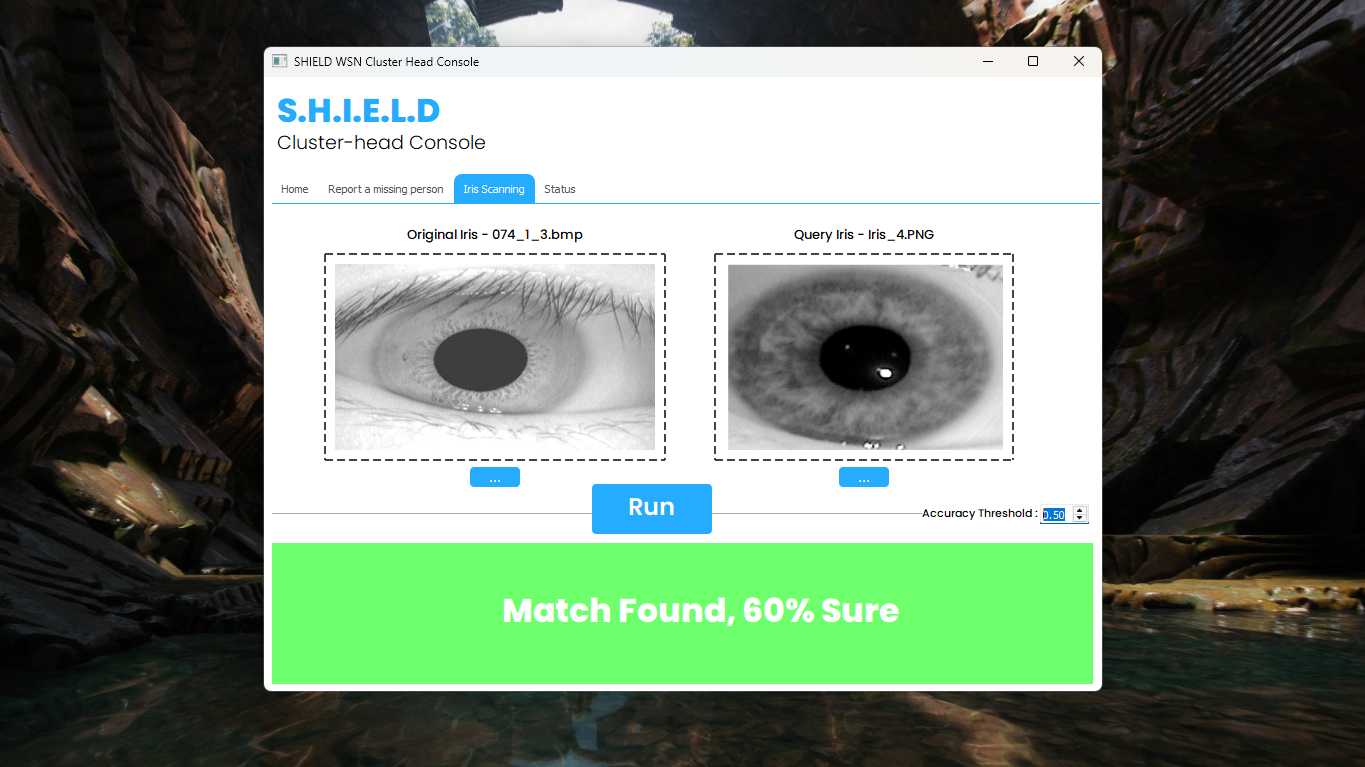 SHIELD WSN Cluster Head Console
S.H.I.E.L.D
Cluster-head Console
Home Report a missing person Iris Scanning Status
Original Iris - 074_1_3.bmp Query Iris - Iris_4.PNG
... ...
Run
Accuracy Threshold : 0.50
Match Found, 60% Sure